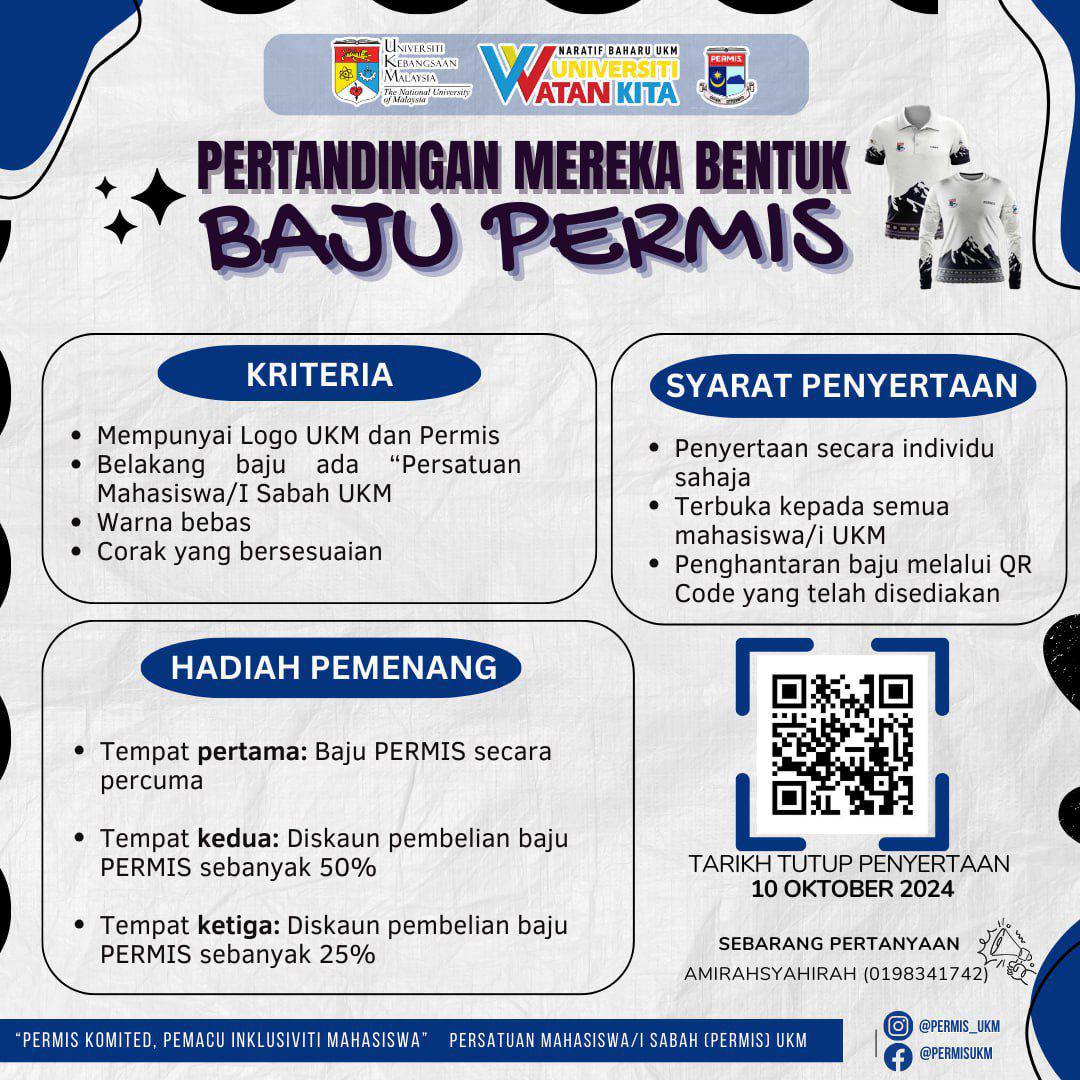 UNIVERSITI
KEBANGSAAN
MALAYSIA
The National University
of Malaysia
NARATIF BAHARU UKM
UNIVERSITI
WATAN KITA
PERMIS
PERTANDINGAN MEREKA BENTUK
BAJU PERMIS
KRITERIA
• Mempunyai Logo UKM dan Permis
• Belakang baju ada “Persatuan
Mahasiswa/I Sabah UKM
• Warna bebas
• Corak yang bersesuaian
SYARAT PENYERTAAN
• Penyertaan secara individu
sahaja
• Terbuka kepada semua
mahasiswa/i UKM
• Penghantaran baju melalui QR
Code yang telah disediakan
HADIAH PEMENANG
• Tempat pertama: Baju PERMIS secara
percuma
• Tempat kedua: Diskaun pembelian baju
PERMIS sebanyak 50%
• Tempat ketiga: Diskaun pembelian baju
PERMIS sebanyak 25%
TARIKH TUTUP PENYERTAAN
10 OKTOBER 2024
SEBARANG PERTANYAAN
AMIRAHSYAHIRAH (0198341742)
“PERMIS KOMITED, PEMACU INKLUSIVITI MAHASISWA” PERSATUAN MAHASISWA/I SABAH (PERMIS) UKM
@PERMIS_UKM
@PERMISUKM